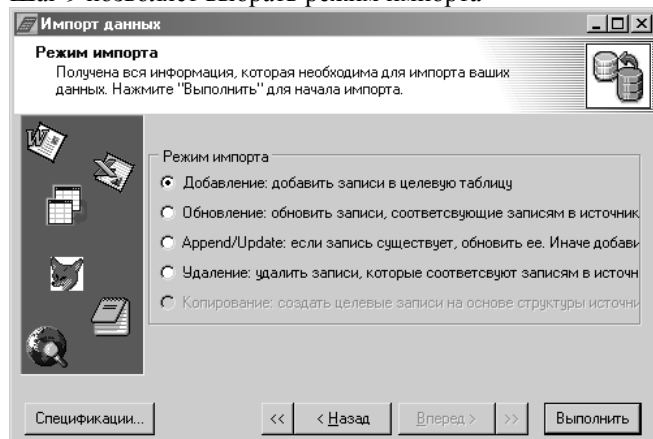 Импорт данных
Режим импорта
Получена вся информация, которая необходима для импорта ваших
данных. Нажмите "Выполнить" для начала импорта.
Режим импорта
Добавление: добавить записи в целевую таблицу
Обновление: обновить записи, соответсвующие записям в источник
Append/Update: если запись существует, обновить ее. Иначе добави
Удаление: удалить записи, которые соответсвуют записям в источн
Копирование: создать целевые записи на основе структуры источни
Спецификации... << < Назад Вперед > >> Выполнить